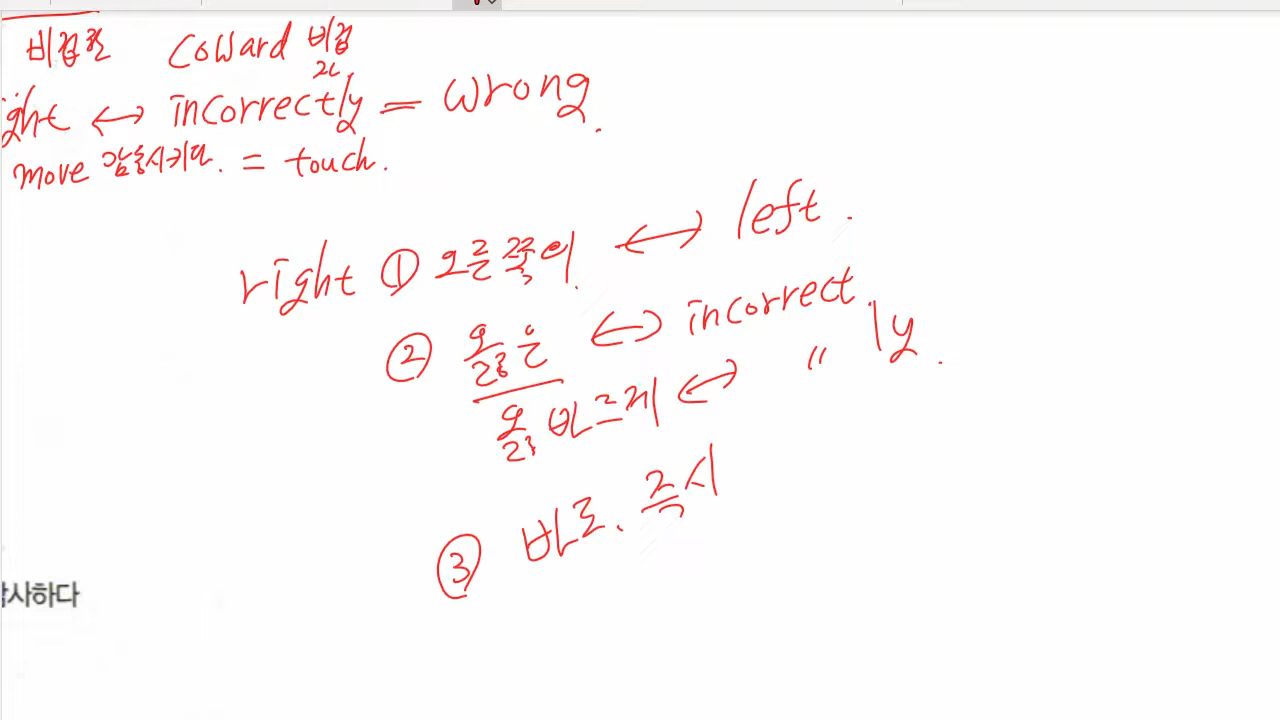 비겁한 coward 비겁
자
ght ↔ incorrectly = wrong.
move 감동시키다. = touch.
right ① 오른쪽의 ↔ left.
② 옳은 ↔ incorrect
옳바르게 ↔ " ly.
③ 바로. 즉시
사하다